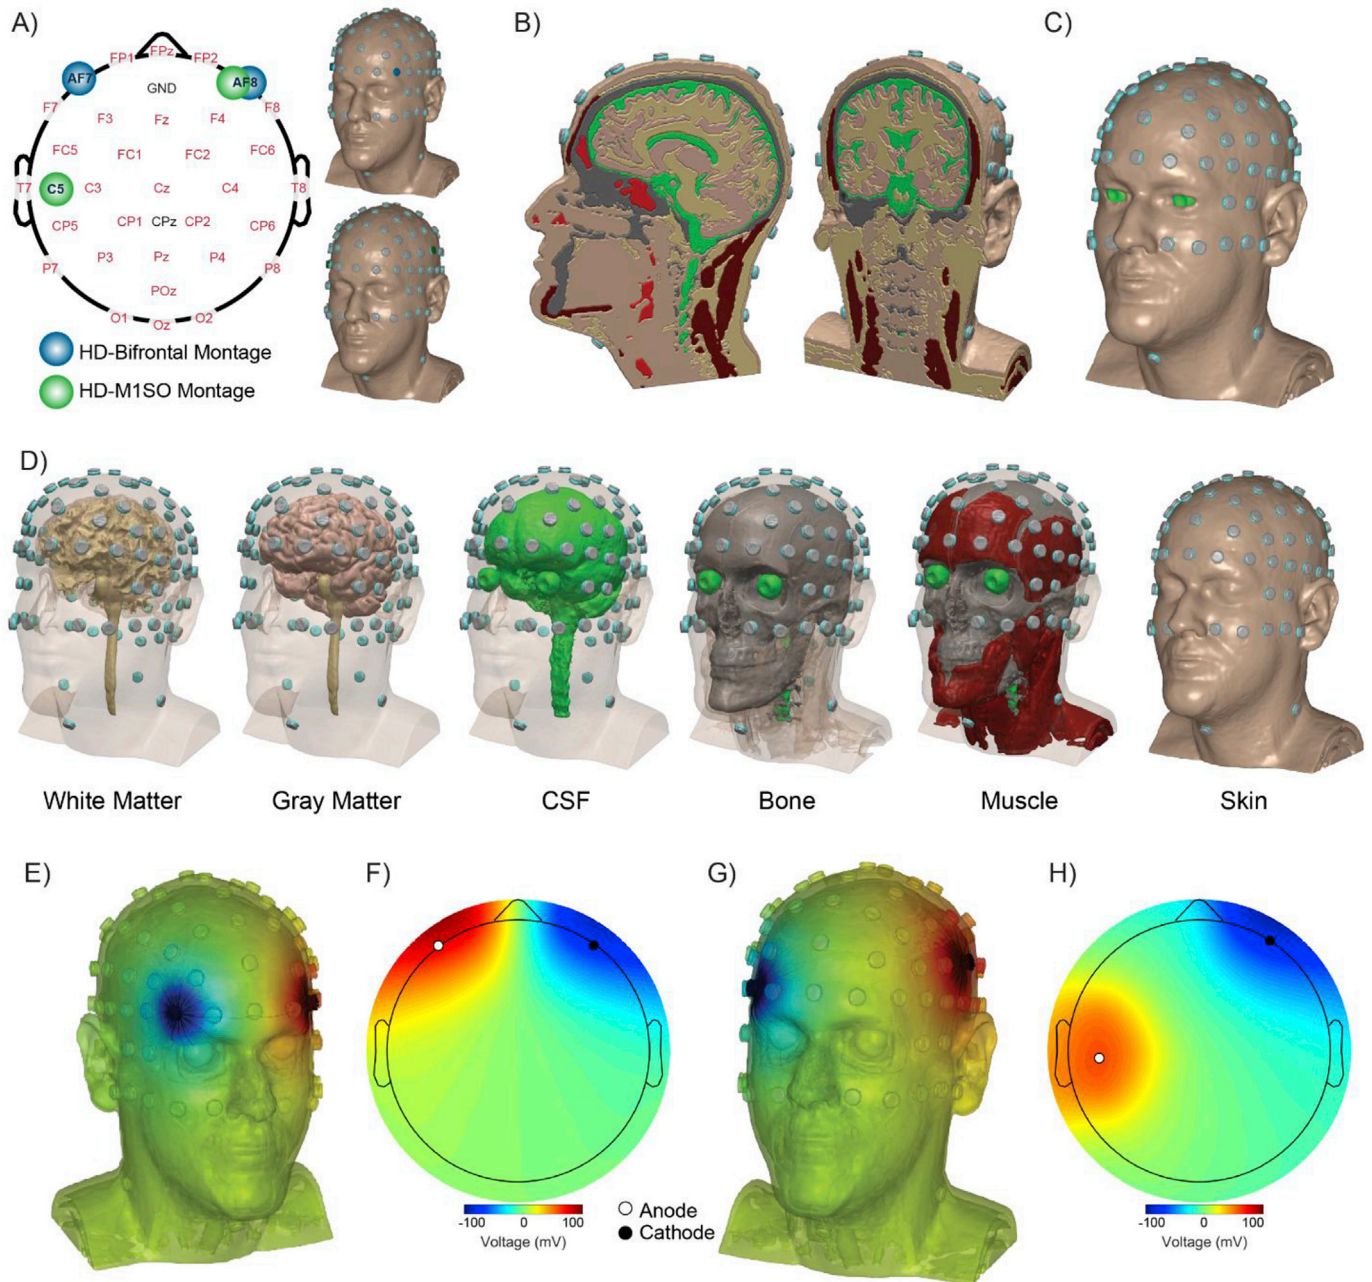 A)
B)
C)
FP1 FPz FP2
AF7 AF8
GND
F7 F3 Fz F4 F8
FC5 FC1 FC2 FC6
T7 C5 C3 Cz C4 T8
CP5 CP1 CPz CP2 CP6
P7 P3 Pz P4 P8
POz
O1 Oz O2
HD-Bifrontal Montage
HD-M1SO Montage
D)
White Matter
Gray Matter
CSF
Bone
Muscle
Skin
E)
F)
G)
H)
-100 0 100
Voltage (mV)
Anode
Cathode
-100 0 100
Voltage (mV)